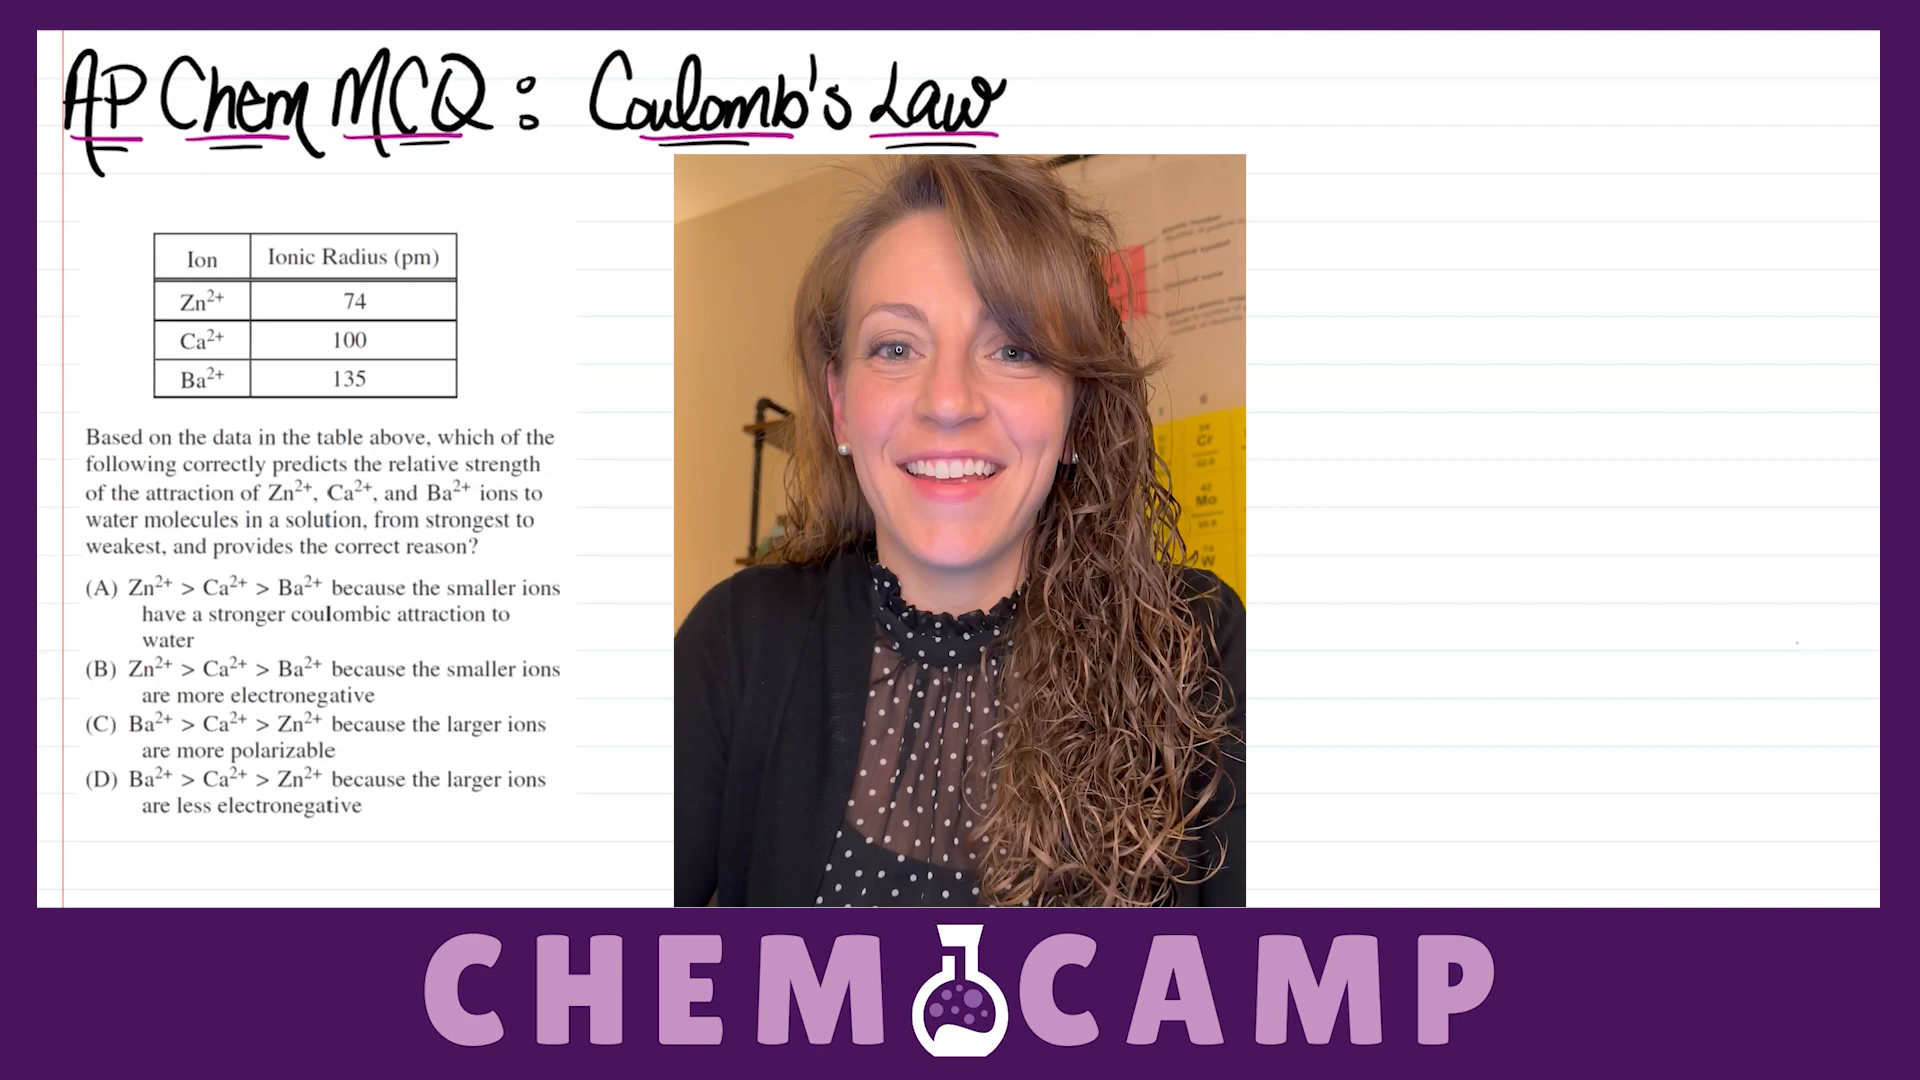 AP Chem MCQ: Coulomb's Law
Ion Ionic Radius (pm)
Zn²⁺ 74
Ca²⁺ 100
Ba²⁺ 135
Based on the data in the table above, which of the
following correctly predicts the relative strength
of the attraction of Zn²⁺, Ca²⁺, and Ba²⁺ ions to
water molecules in a solution, from strongest to
weakest, and provides the correct reason?
(A) Zn²⁺ > Ca²⁺ > Ba²⁺ because the smaller ions
have a stronger coulombic attraction to
water
(B) Zn²⁺ > Ca²⁺ > Ba²⁺ because the smaller ions
are more electronegative
(C) Ba²⁺ > Ca²⁺ > Zn²⁺ because the larger ions
are more polarizable
(D) Ba²⁺ > Ca²⁺ > Zn²⁺ because the larger ions
are less electronegative
6
24
Cr
42
Mo
74
W
CHEM CAMP